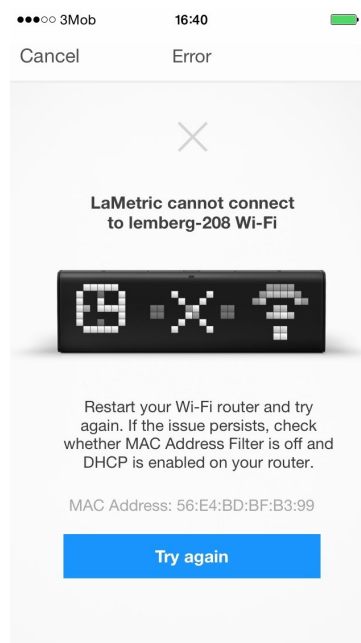 3Mob 16:40
Cancel Error
LaMetric cannot connect
to lemberg-208 Wi-Fi
Restart your Wi-Fi router and try
again. If the issue persists, check
whether MAC Address Filter is off and
DHCP is enabled on your router.
MAC Address: 56:E4:BD:BF:B3:99
Try again